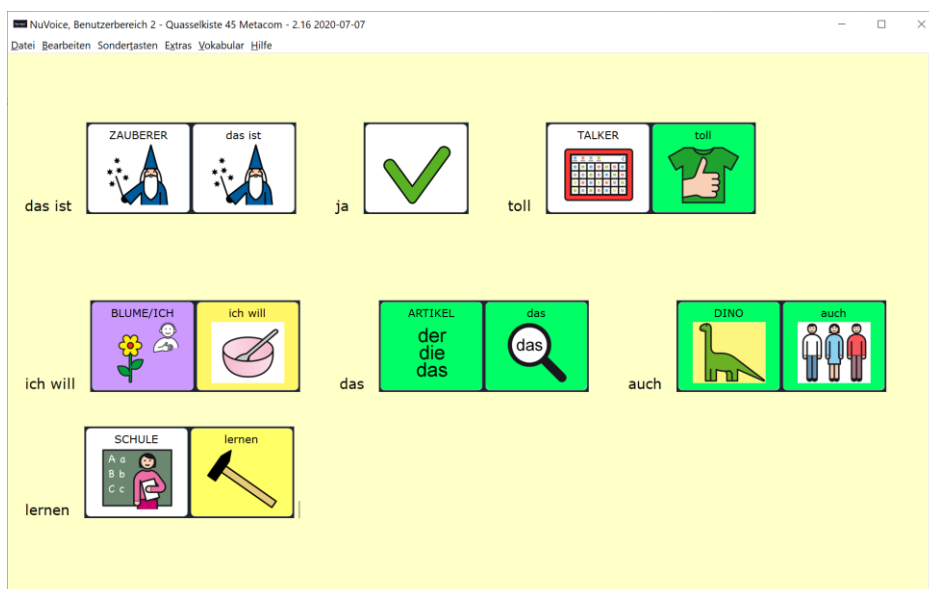 NuVoice, Benutzerbereich 2 - Quasselkiste 45 Metacom - 2.16 2020-07-07
Datei Bearbeiten Sondertasten Extras Vokabular Hilfe
ZAUBERER das ist TALKER toll
das ist ja toll
BLUME/ICH ich will ARTIKEL das DINO auch
der
die
das
das
ich will das auch
SCHULE lernen
A a
B b
C c
lernen